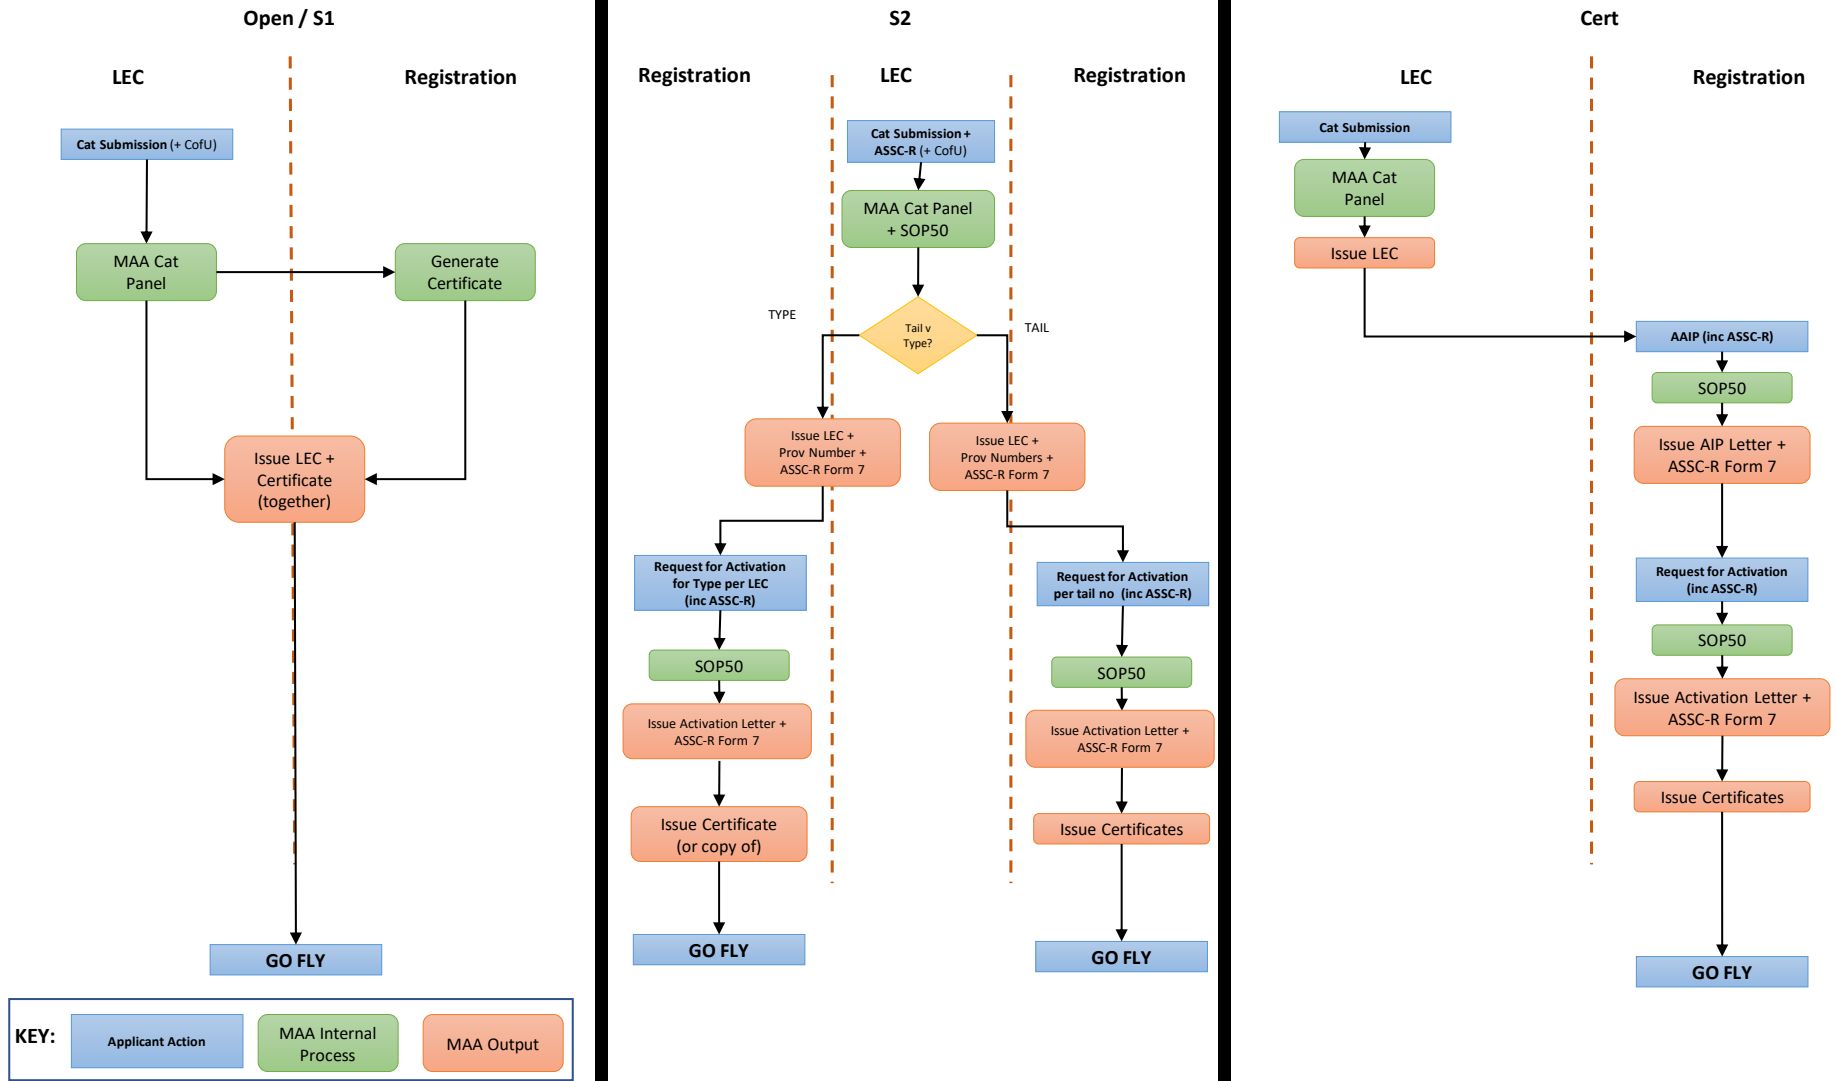 Open / S1
LEC
Registration
Cat Submission (+ CofU)
MAA Cat
Panel
Generate
Certificate
Issue LEC +
Certificate
(together)
GO FLY
KEY:
Applicant Action
MAA Internal
Process
MAA Output
S2
Registration
LEC
Registration
Cat Submission +
ASSC-R (+ CofU)
MAA Cat Panel
+ SOP50
Tail v
Type?
TYPE
TAIL
Issue LEC +
Prov Number +
ASSC-R Form 7
Issue LEC +
Prov Numbers +
ASSC-R Form 7
Request for Activation
for Type per LEC
(inc ASSC-R)
SOP50
Issue Activation Letter +
ASSC-R Form 7
Issue Certificate
(or copy of)
GO FLY
Request for Activation
per tail no (inc ASSC-R)
SOP50
Issue Activation Letter +
ASSC-R Form 7
Issue Certificates
GO FLY
Cert
LEC
Registration
Cat Submission
MAA Cat
Panel
Issue LEC
AAIP (inc ASSC-R)
SOP50
Issue AIP Letter +
ASSC-R Form 7
Request for Activation
(inc ASSC-R)
SOP50
Issue Activation Letter +
ASSC-R Form 7
Issue Certificates
GO FLY